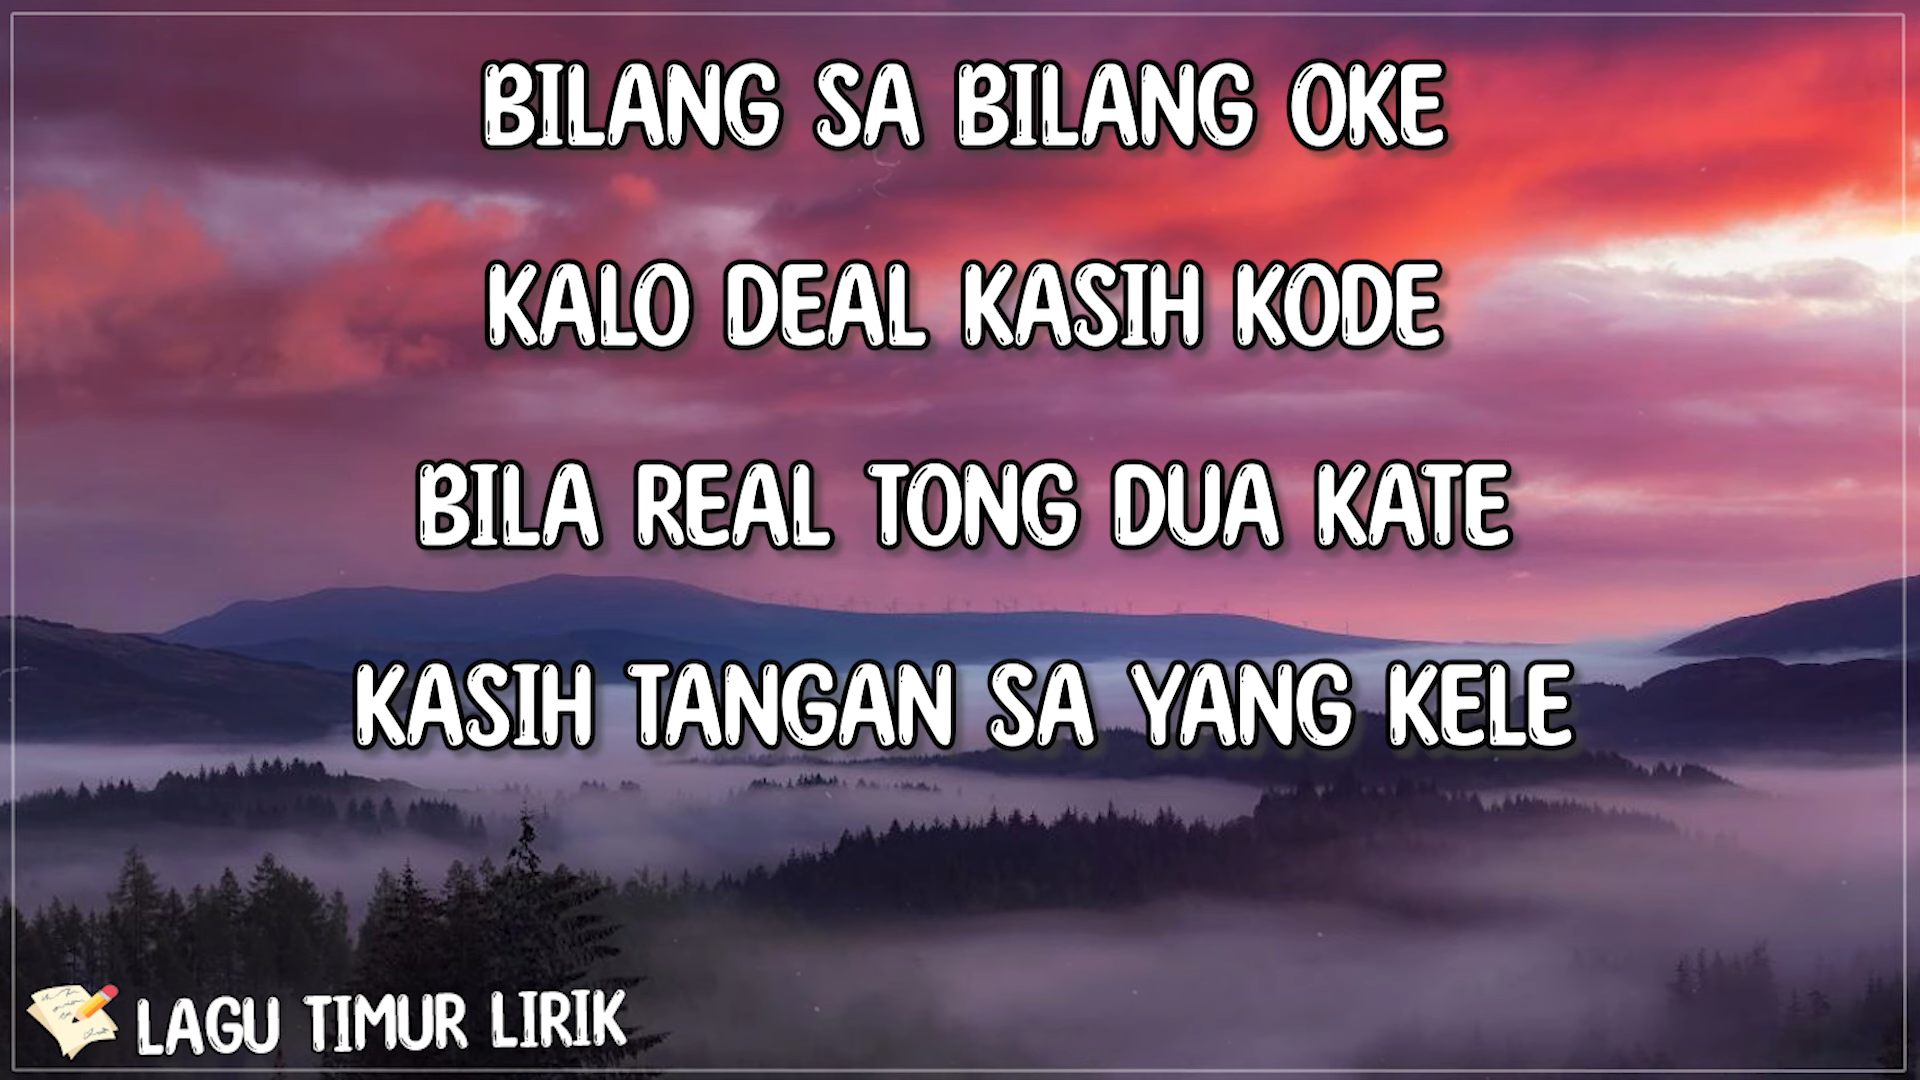 BILANG SA BILANG OKE
KALO DEAL KASIH KODE
BILA REAL TONG DUA KATE
KASIH TANGAN SA YANG KELE
LAGU TIMUR LIRIK